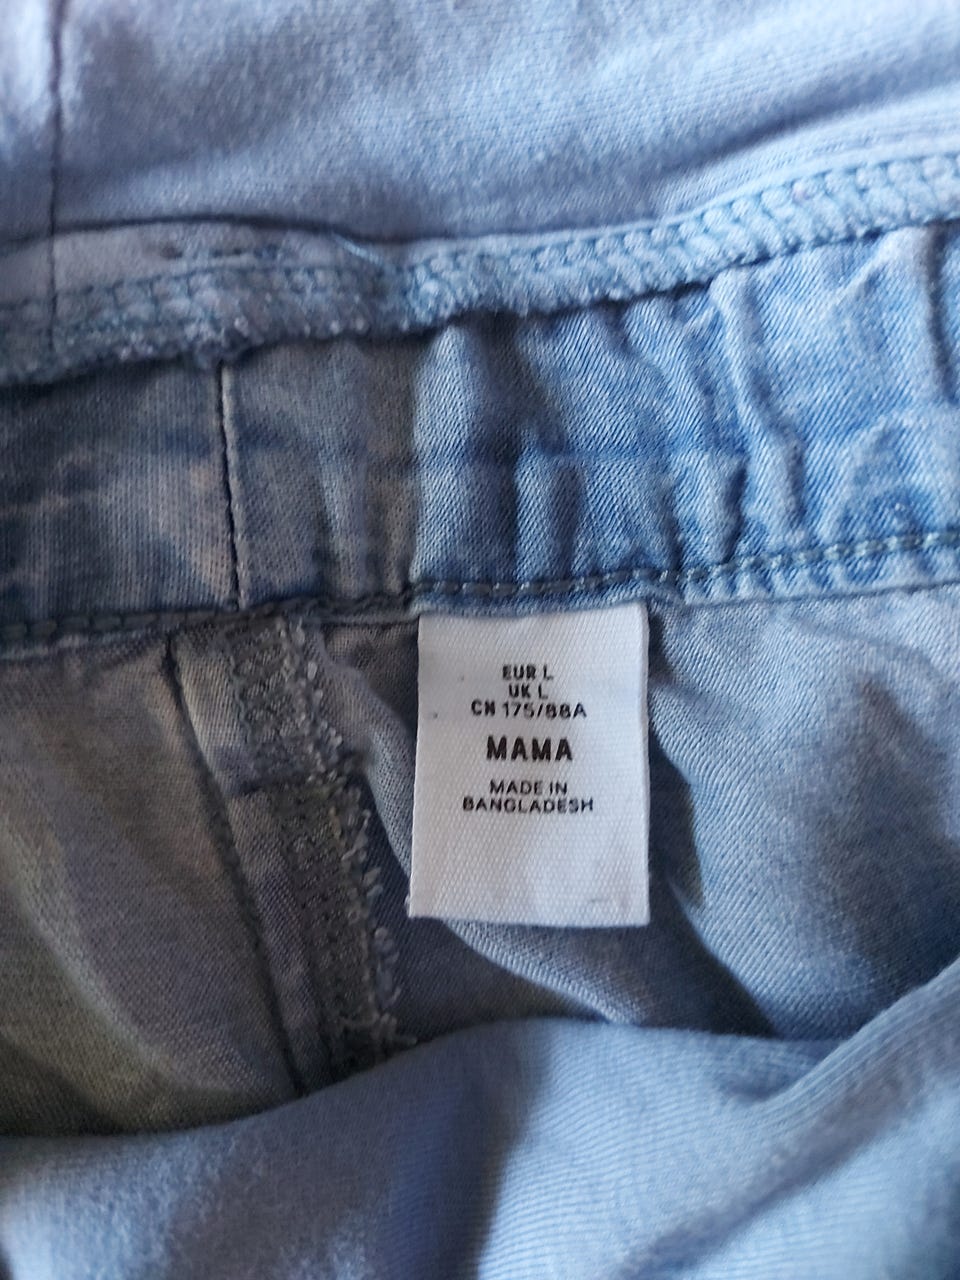 EUR L
UK L
CN 175/88A
MAMA
MADE IN
BANGLADESH